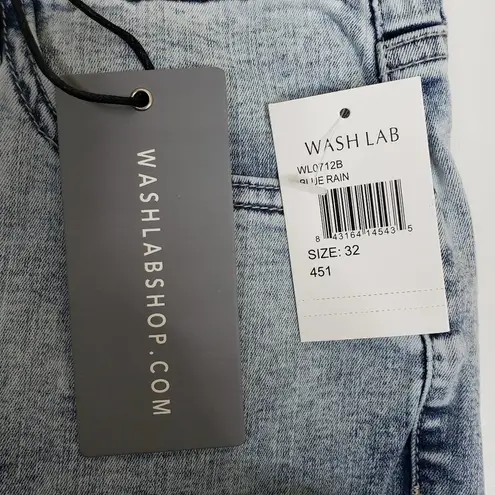 WASHLABSHOP.COM
WASH LAB
WL0712B
BLUE RAIN
8 43164 14543 5
SIZE: 32
451